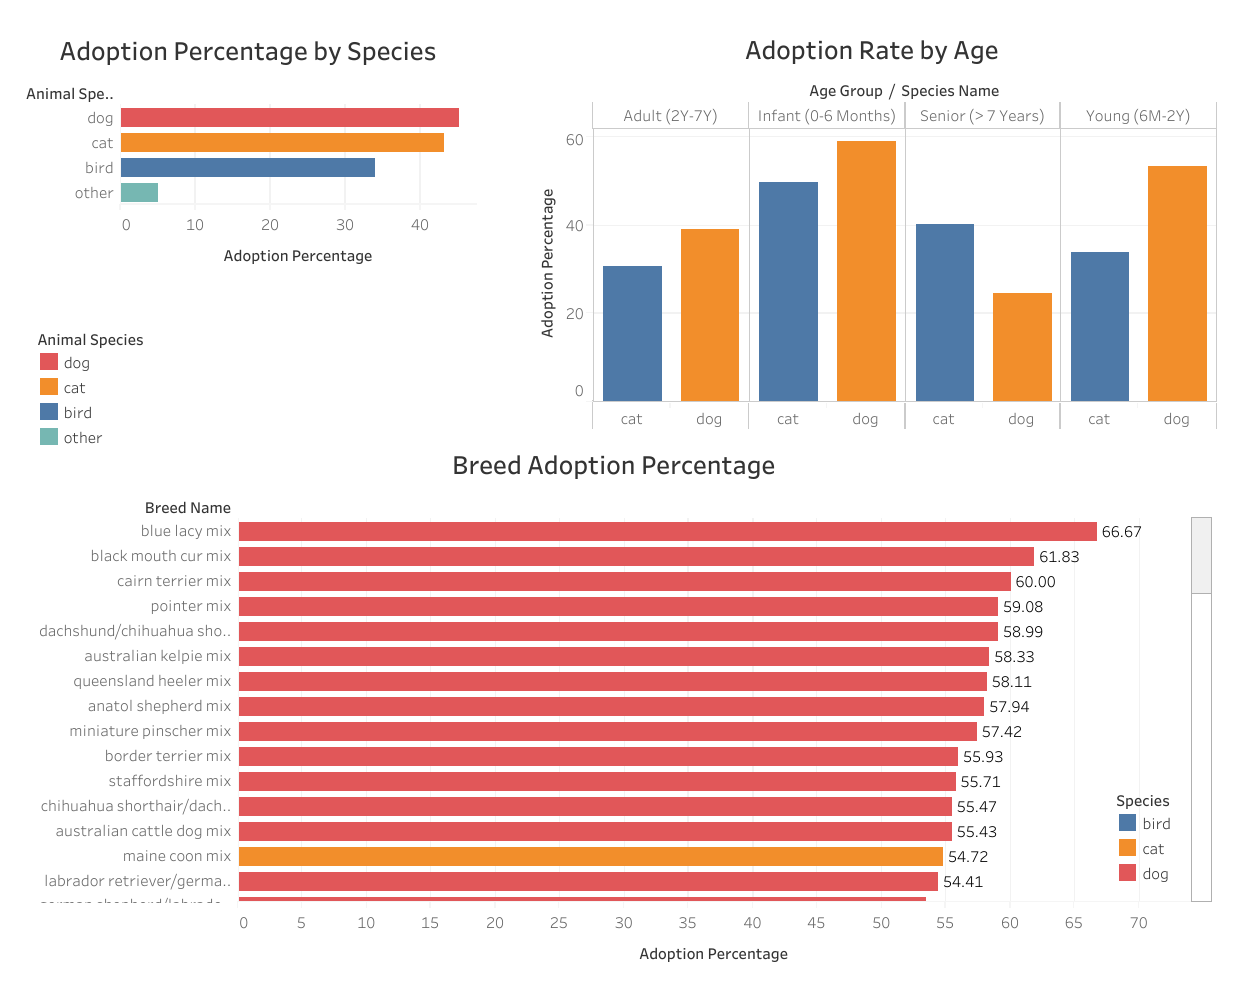 Adoption Percentage by Species
Animal Spe..
dog
cat
bird
other
0 10 20 30 40
Adoption Percentage
Animal Species
dog
cat
bird
other
Adoption Rate by Age
Age Group / Species Name
Adult (2Y-7Y) Infant (0-6 Months) Senior (> 7 Years) Young (6M-2Y)
60
40
20
0
Adoption Percentage
cat dog cat dog cat dog cat dog
Breed Adoption Percentage
Breed Name
blue lacy mix 66.67
black mouth cur mix 61.83
cairn terrier mix 60.00
pointer mix 59.08
dachshund/chihuahua sho.. 58.99
australian kelpie mix 58.33
queensland heeler mix 58.11
anatol shepherd mix 57.94
miniature pinscher mix 57.42
border terrier mix 55.93
staffordshire mix 55.71
chihuahua shorthair/dach.. 55.47
australian cattle dog mix 55.43
maine coon mix 54.72
labrador retriever/germa.. 54.41
0 5 10 15 20 25 30 35 40 45 50 55 60 65 70
Adoption Percentage
Species
bird
cat
dog